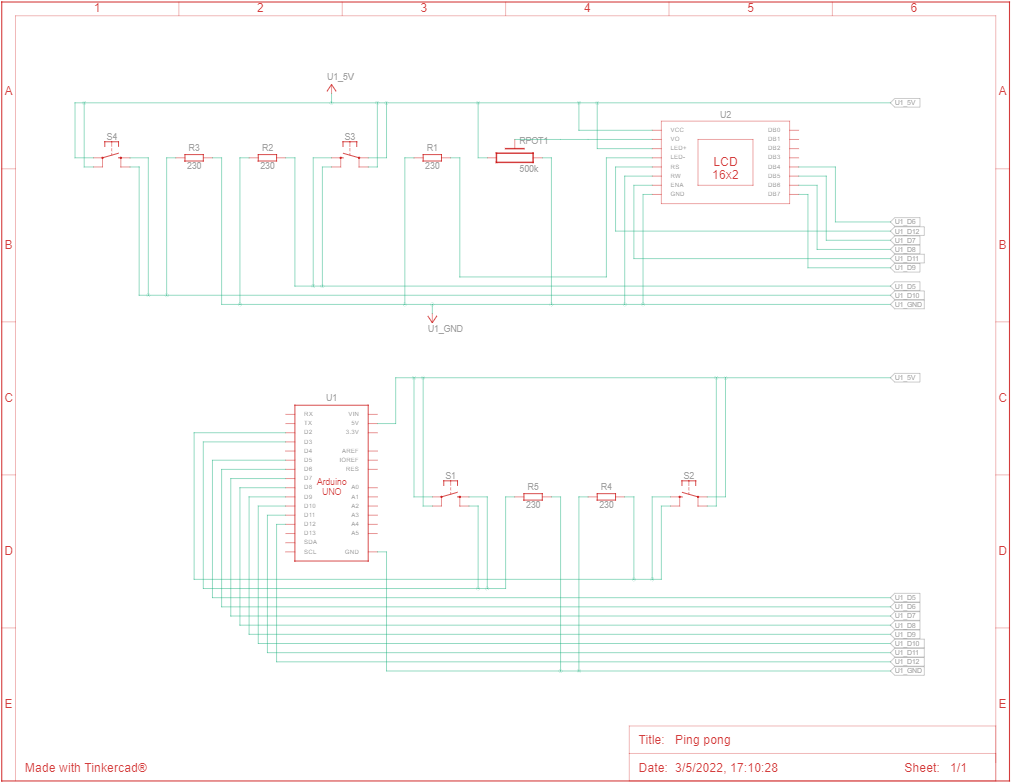 1 2 3 4 5 6
A A
U1_5V
U1_5V
S4 R3 230 R2 230 S3 R1 230 RPOT1 500k
U2
LCD
16x2
VCC DB0
VO DB1
LED+ DB2
LED- DB3
RS DB4
RW DB5
ENA DB6
GND DB7
B B
U1_D6
U1_D12
U1_D7
U1_D8
U1_D11
U1_D9
U1_D5
U1_D10
U1_GND
U1_GND
C C
U1_5V
U1
Arduino
UNO
RX VIN
TX 5V
D2 3.3V
D3
D4 AREF
D5 IOREF
D6 RES
D7
D8 A0
D9 A1
D10 A2
D11 A3
D12 A4
D13 A5
SDA
SCL GND
S1 R5 230 R4 230 S2
D D
U1_D5
U1_D6
U1_D7
U1_D8
U1_D9
U1_D10
U1_D11
U1_D12
U1_GND
E E
Title: Ping pong
Made with Tinkercad®
Date: 3/5/2022, 17:10:28 Sheet: 1/1